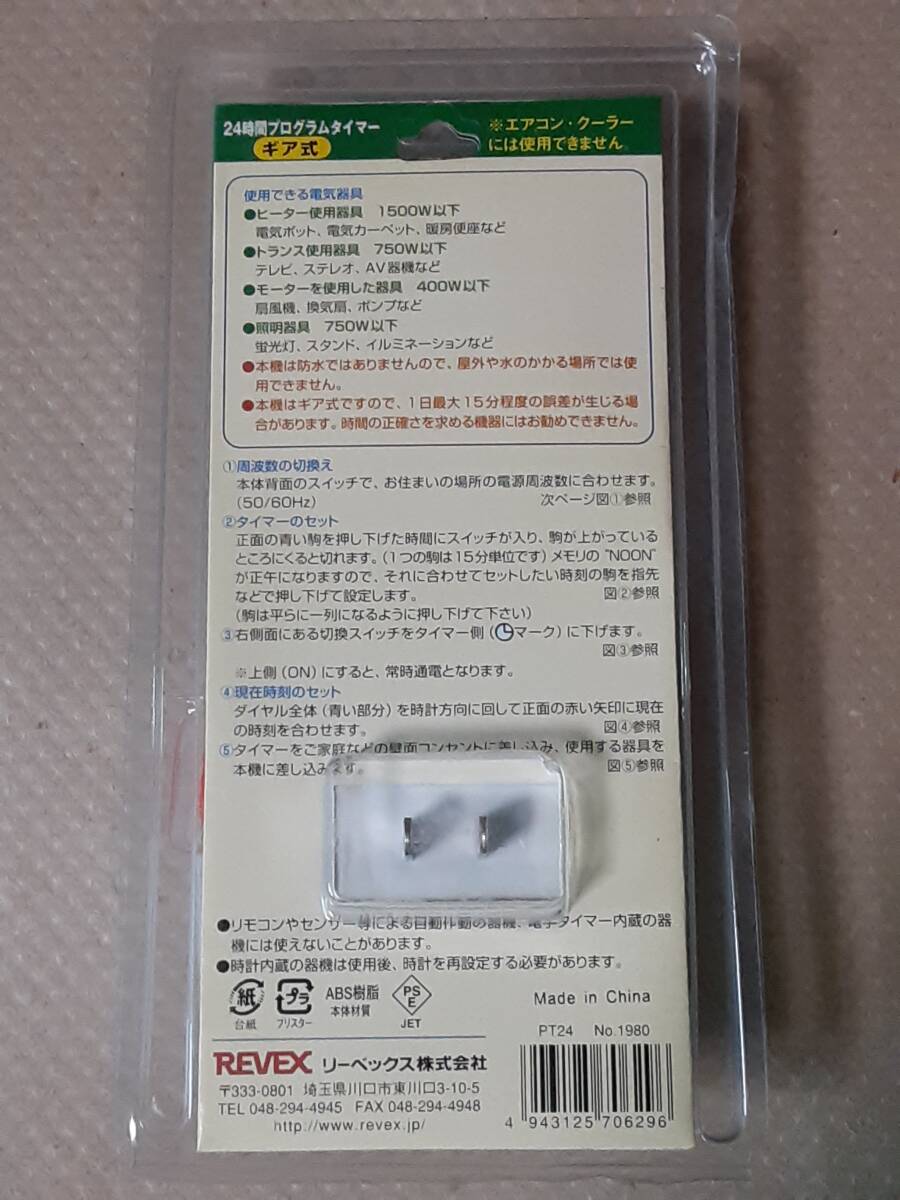 24時間プログラムタイマー
ギア式
※エアコン・クーラー
には使用できません。
使用できる電気器具
●ヒーター使用器具 1500W以下
電気ポット、電気カーペット、暖房便座など
●トランス使用器具 750W以下
テレビ、ステレオ、AV器機など
●モーターを使用した器具 400W以下
扇風機、換気扇、ポンプなど
●照明器具 750W以下
蛍光灯、スタンド、イルミネーションなど
●本機は防水ではありませんので、屋外や水のかかる場所では使
用できません。
●本機はギア式ですので、1日最大15分程度の誤差が生じる場
合があります。時間の正確さを求める機器にはお勧めできません。
①周波数の切換え
本体背面のスイッチで、お住まいの場所の電源周波数に合わせます。
(50/60Hz) 次ページ図①参照
②タイマーのセット
正面の青い駒を押し下げた時間にスイッチが入り、駒が上がっている
ところにくると切れます。(1つの駒は15分単位です)メモリの"NOON"
が正午になりますので、それに合わせてセットしたい時刻の駒を指先
などで押し下げて設定します。 図②参照
(駒は平らに一列になるように押し下げて下さい)
③右側面にある切換スイッチをタイマー側(マーク)に下げます。
図③参照
※上側(ON)にすると、常時通電となります。
④現在時刻のセット
ダイヤル全体(青い部分)を時計方向に回して正面の赤い矢印に現在
の時刻を合わせます。 図④参照
⑤タイマーをご家庭などの壁面コンセントに差し込み、使用する器具を
本機に差し込みます。 図⑤参照
●リモコンやセンサー等による自動作動の器機、電子タイマー内蔵の器
機には使えないことがあります。
●時計内蔵の器機は使用後、時計を再設定する必要があります。
紙 プラ ABS樹脂 PSE
台紙 ブリスター 本体材質 JET
Made in China
PT24 No.1980
REVEX リーベックス株式会社
〒333-0801 埼玉県川口市東川口3-10-5
TEL 048-294-4945 FAX 048-294-4948
http://www.revex.jp/
4 943125 706296